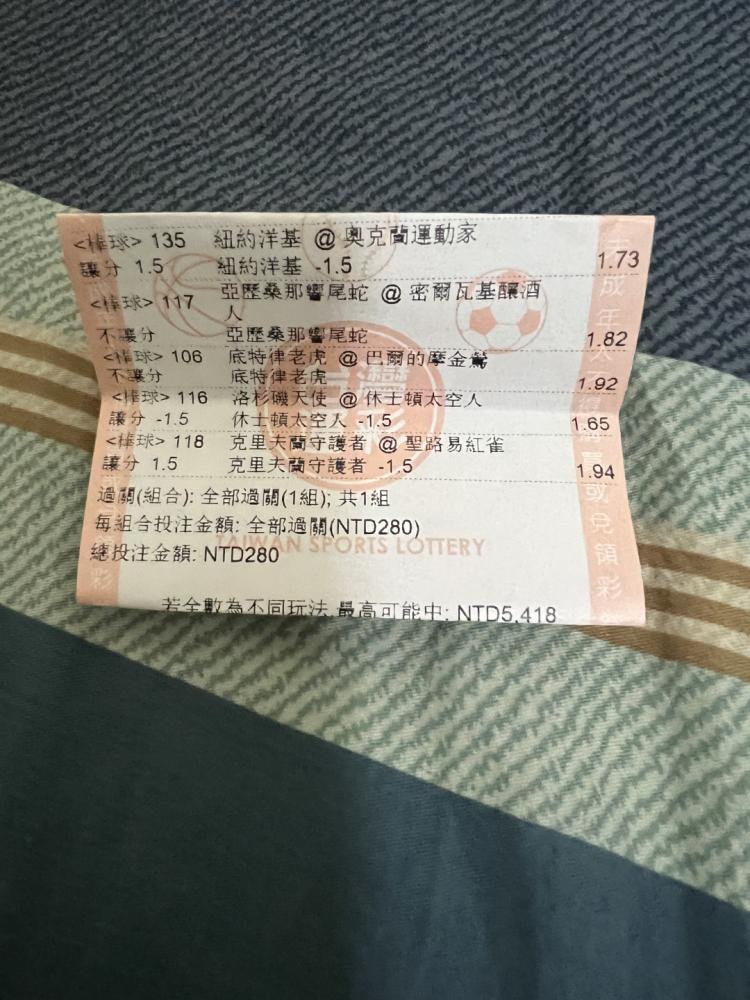 <棒球> 135 紐約洋基 @ 奧克蘭運動家
讓分 1.5 紐約洋基 -1.5 1.73
<棒球> 117 亞歷桑那響尾蛇 @ 密爾瓦基釀酒
人
不讓分 亞歷桑那響尾蛇 1.82
<棒球> 106 底特律老虎 @ 巴爾的摩金鶯
不讓分 底特律老虎 1.92
<棒球> 116 洛杉磯天使 @ 休士頓太空人
讓分 -1.5 休士頓太空人 -1.5 1.65
<棒球> 118 克里夫蘭守護者 @ 聖路易紅雀
讓分 1.5 克里夫蘭守護者 -1.5 1.94
過關(組合): 全部過關(1組); 共1組
每組合投注金額: 全部過關(NTD280)
TAIWAN SPORTS LOTTERY
總投注金額: NTD280
若全數為不同玩法,最高可能中: NTD5,418